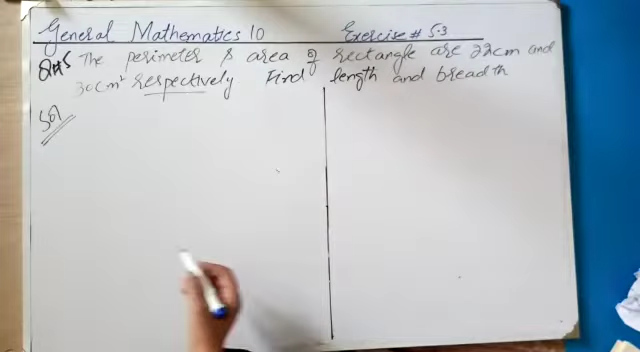 General Mathematics 10 Exercise # 5.3
Q#5 The perimeter & area of rectangle are 22cm and
30cm² respectively Find length and breadth
Sol